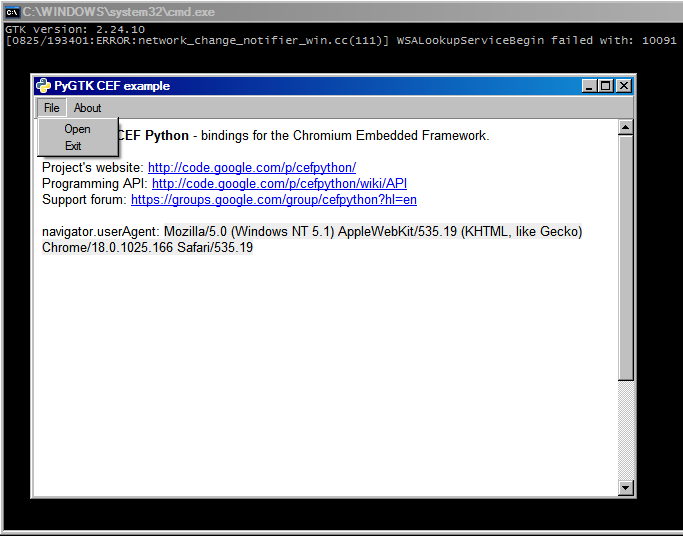 C:\WINDOWS\system32\cmd.exe
GTK version: 2.24.10
[0825/193401:ERROR:network_change_notifier_win.cc(111)] WSALookupServiceBegin failed with: 10091
PyGTK CEF example
File About
Open
Exit
CEF Python - bindings for the Chromium Embedded Framework.
Project's website: http://code.google.com/p/cefpython/
Programming API: http://code.google.com/p/cefpython/wiki/API
Support forum: https://groups.google.com/group/cefpython?hl=en
navigator.userAgent: Mozilla/5.0 (Windows NT 5.1) AppleWebKit/535.19 (KHTML, like Gecko)
Chrome/18.0.1025.166 Safari/535.19